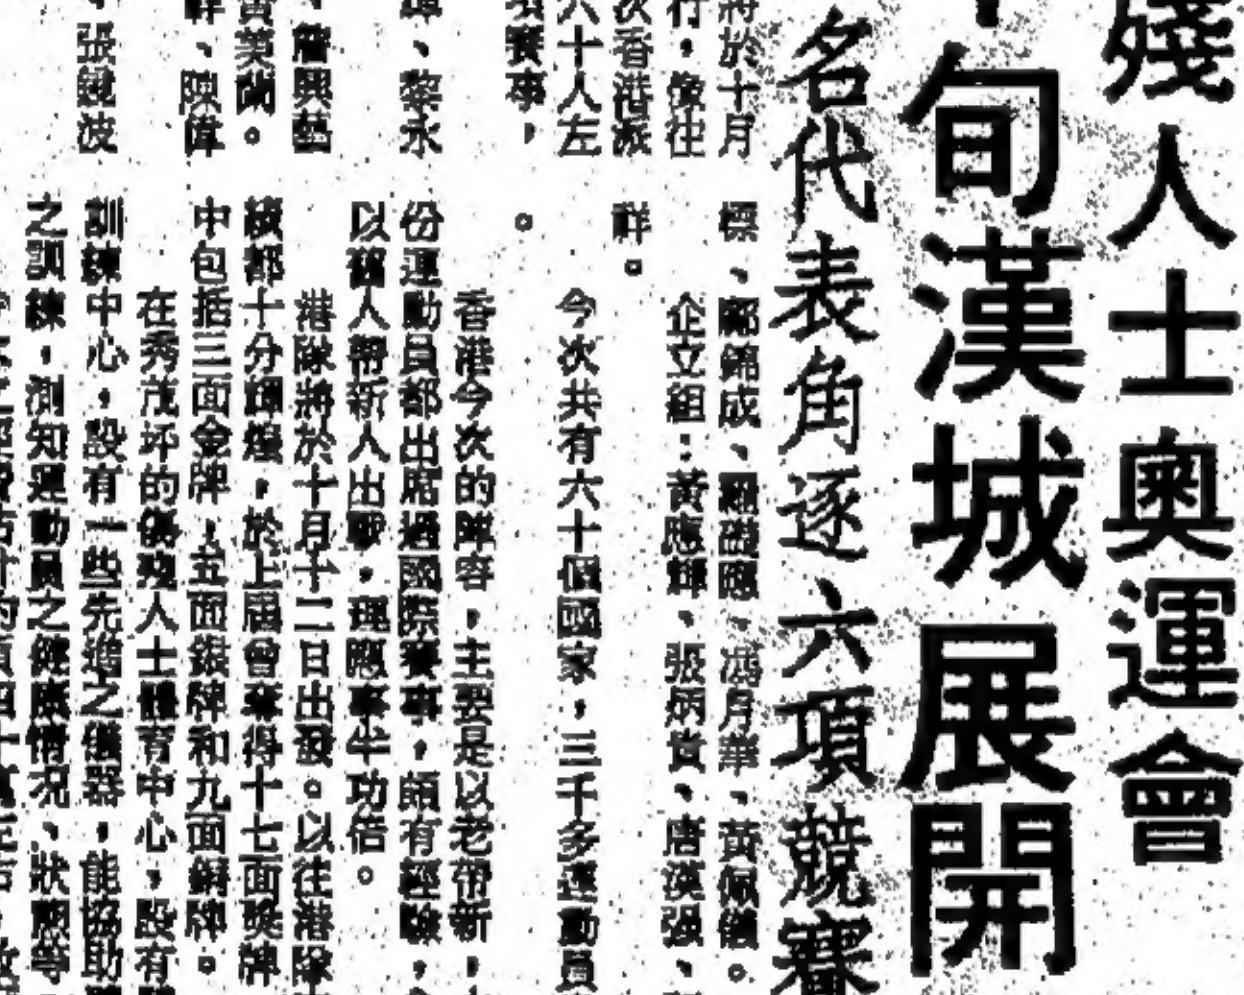 殘人士奧運會
旬漢城展開
名代表角逐六項競賽
將於十月
行，像往
次香港派
六十人左
項賽事，
、黎永
、詹興藝
黃美蘭。
、陳偉
、張銳波
標、鄺錦成、
馮月華、黃佩儀。
企立組：黃應輝、張炳貴、唐漢强、
祥。
今次共有六十個國家，三千多運動員
。
香港今次的陣容，主要是以老帶新，
份運動員都出席過國際賽事，頗有經驗，
以舊人帶新人出戰，理應事半功倍。
港隊將於十月十二日出發。以往港隊
績都十分輝煌，於上屆曾奪得十七面獎牌
中包括三面金牌，五面銀牌和九面銅牌。
在秀茂坪的傷殘人士體育中心，設有
訓練中心，設有一些先進之儀器，能協助
之訓練，測知運動員之健康情况、狀態等